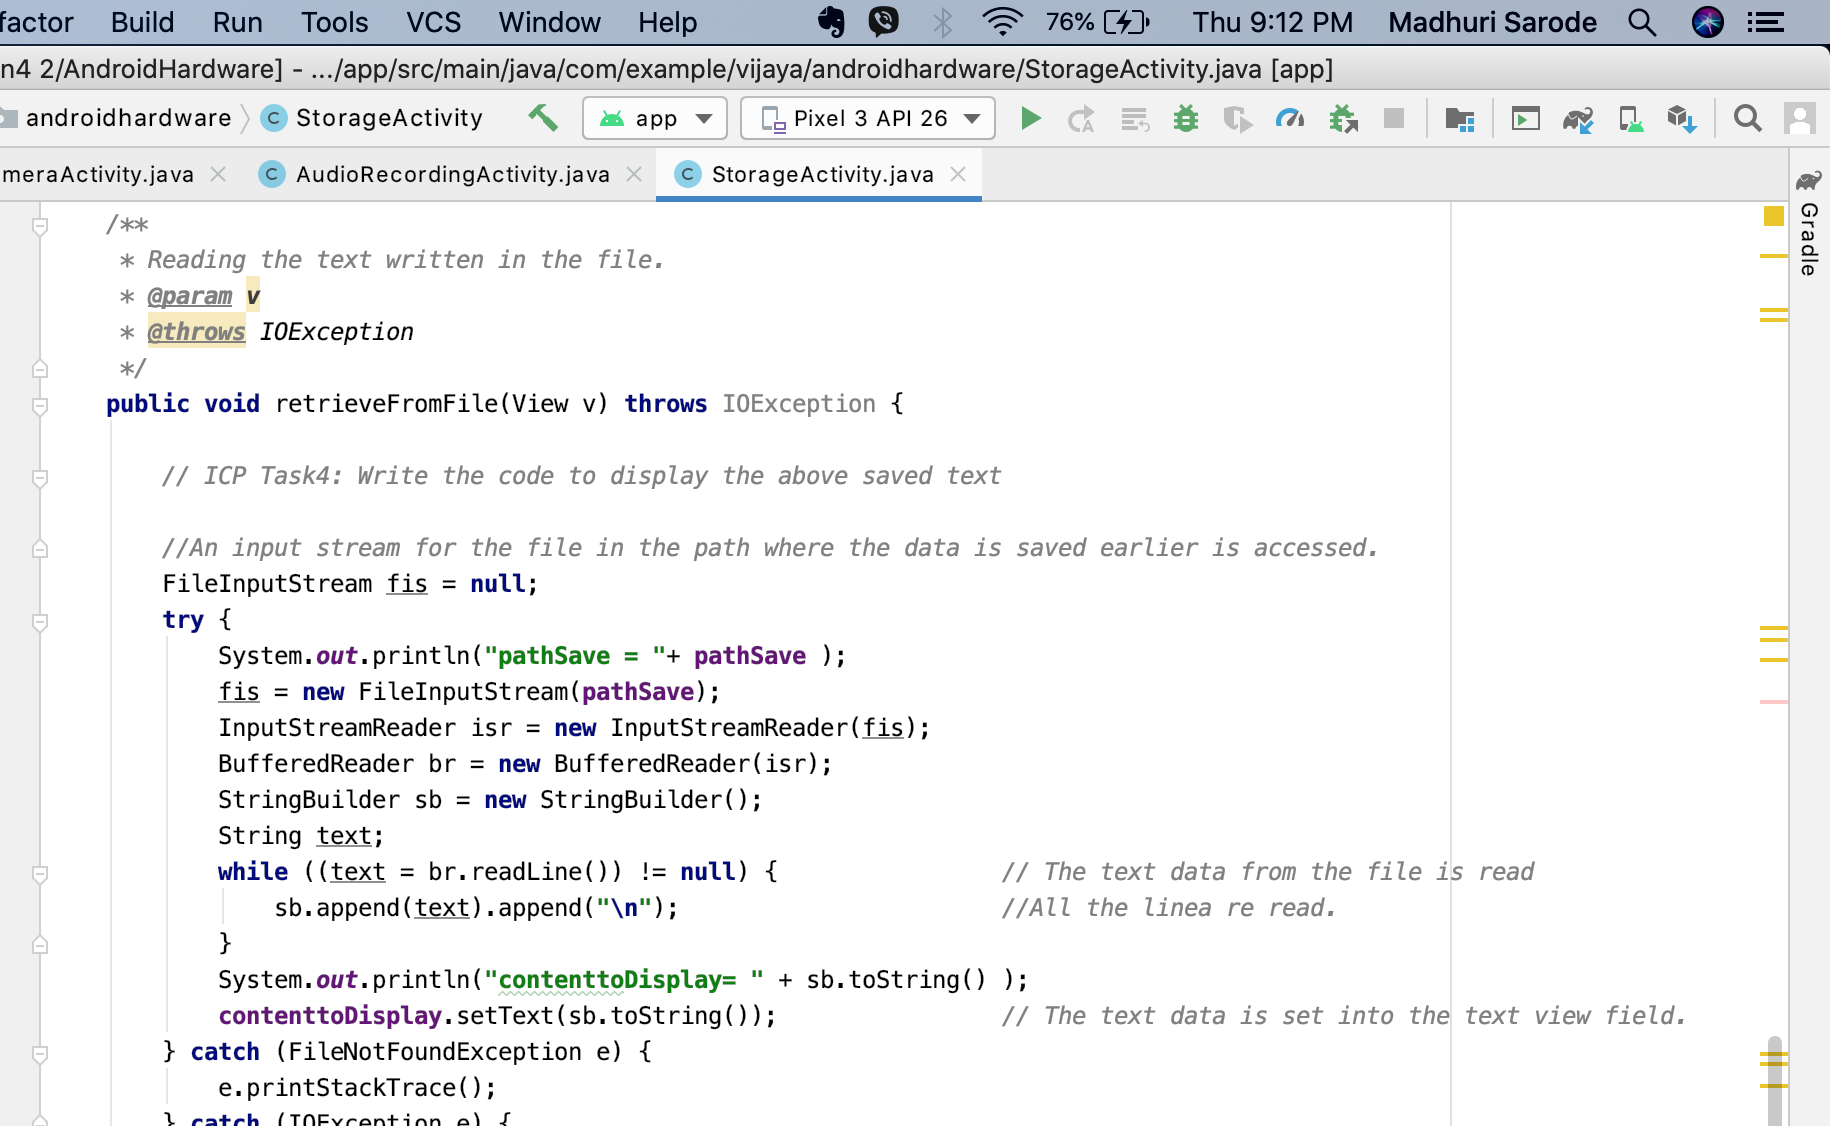 factor Build Run Tools VCS Window Help 76% Thu 9:12 PM Madhuri Sarode
n4 2/AndroidHardware] - .../app/src/main/java/com/example/vijaya/androidhardware/StorageActivity.java [app]
androidhardware C StorageActivity app Pixel 3 API 26
meraActivity.java C AudioRecordingActivity.java C StorageActivity.java
Gradle
/**
* Reading the text written in the file.
* @param v
* @throws IOException
*/
public void retrieveFromFile(View v) throws IOException {
// ICP Task4: Write the code to display the above saved text
//An input stream for the file in the path where the data is saved earlier is accessed.
FileInputStream fis = null;
try {
System.out.println("pathSave = "+ pathSave );
fis = new FileInputStream(pathSave);
InputStreamReader isr = new InputStreamReader(fis);
BufferedReader br = new BufferedReader(isr);
StringBuilder sb = new StringBuilder();
String text;
while ((text = br.readLine()) != null) { // The text data from the file is read
sb.append(text).append("\n"); //All the linea re read.
}
System.out.println("contenttoDisplay= " + sb.toString() );
contenttoDisplay.setText(sb.toString()); // The text data is set into the text view field.
} catch (FileNotFoundException e) {
e.printStackTrace();
} catch (IOException e) {